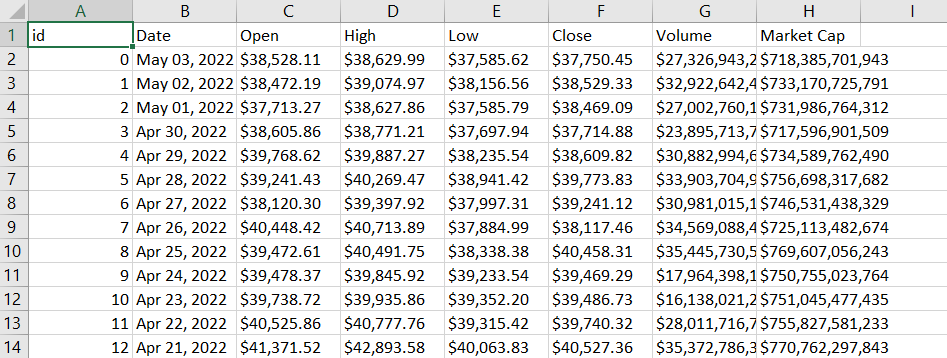 A B C D E F G H I
1 id Date Open High Low Close Volume Market Cap
2 0 May 03, 2022 $38,528.11 $38,629.99 $37,585.62 $37,750.45 $27,326,943,2 $718,385,701,943
3 1 May 02, 2022 $38,472.19 $39,074.97 $38,156.56 $38,529.33 $32,922,642,4 $733,170,725,791
4 2 May 01, 2022 $37,713.27 $38,627.86 $37,585.79 $38,469.09 $27,002,760,1 $731,986,764,312
5 3 Apr 30, 2022 $38,605.86 $38,771.21 $37,697.94 $37,714.88 $23,895,713,7 $717,596,901,509
6 4 Apr 29, 2022 $39,768.62 $39,887.27 $38,235.54 $38,609.82 $30,882,994,6 $734,589,762,490
7 5 Apr 28, 2022 $39,241.43 $40,269.47 $38,941.42 $39,773.83 $33,903,704,9 $756,698,317,682
8 6 Apr 27, 2022 $38,120.30 $39,397.92 $37,997.31 $39,241.12 $30,981,015,1 $746,531,438,329
9 7 Apr 26, 2022 $40,448.42 $40,713.89 $37,884.99 $38,117.46 $34,569,088,4 $725,113,482,674
10 8 Apr 25, 2022 $39,472.61 $40,491.75 $38,338.38 $40,458.31 $35,445,730,5 $769,607,056,243
11 9 Apr 24, 2022 $39,478.37 $39,845.92 $39,233.54 $39,469.29 $17,964,398,1 $750,755,023,764
12 10 Apr 23, 2022 $39,738.72 $39,935.86 $39,352.20 $39,486.73 $16,138,021,2 $751,045,477,435
13 11 Apr 22, 2022 $40,525.86 $40,777.76 $39,315.42 $39,740.32 $28,011,716,7 $755,827,581,233
14 12 Apr 21, 2022 $41,371.52 $42,893.58 $40,063.83 $40,527.36 $35,372,786,3 $770,762,297,843